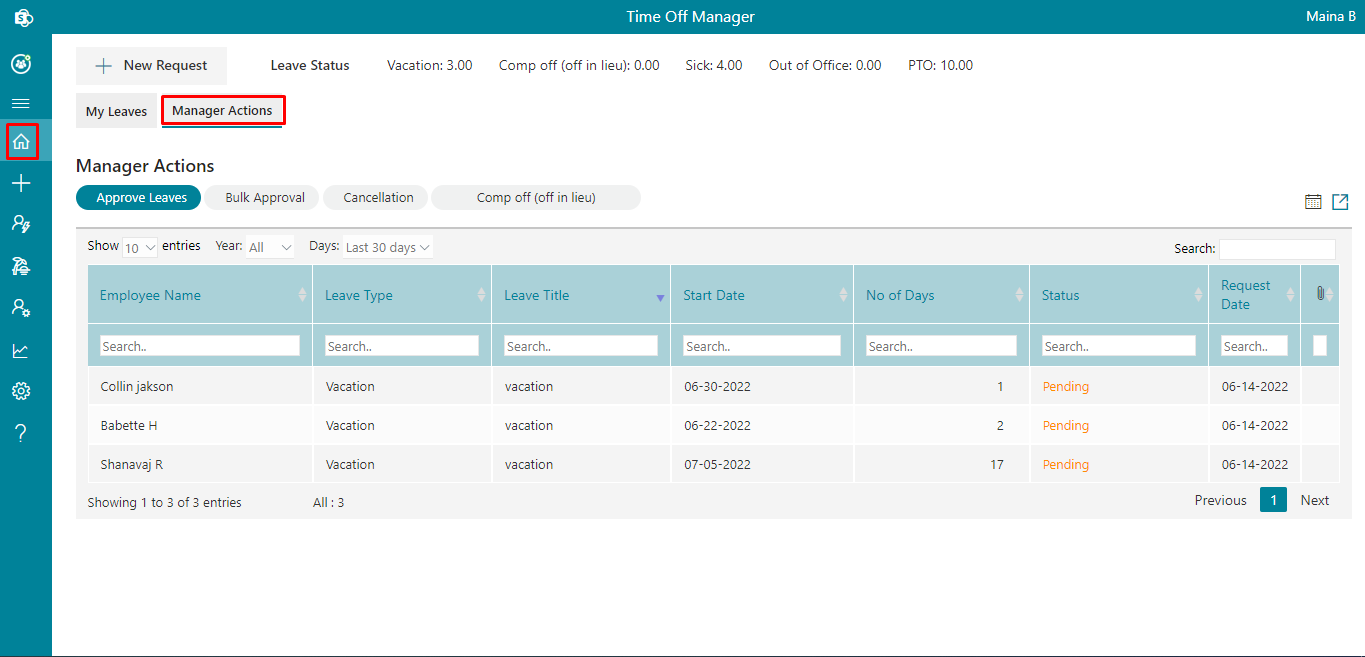 Time Off Manager
Maina B
New Request
Leave Status
Vacation: 3.00
Comp off (off in lieu): 0.00
Sick: 4.00
Out of Office: 0.00
PTO: 10.00
My Leaves
Manager Actions
Manager Actions
Approve Leaves
Bulk Approval
Cancellation
Comp off (off in lieu)
Show 10 entries Year: All Days: Last 30 days Search:
Employee Name Leave Type Leave Title Start Date No of Days Status Request Date
Search.. Search.. Search.. Search.. Search.. Search.. Search..
Collin jakson Vacation vacation 06-30-2022 1 Pending 06-14-2022
Babette H Vacation vacation 06-22-2022 2 Pending 06-14-2022
Shanavaj R Vacation vacation 07-05-2022 17 Pending 06-14-2022
Showing 1 to 3 of 3 entries All : 3 Previous 1 Next